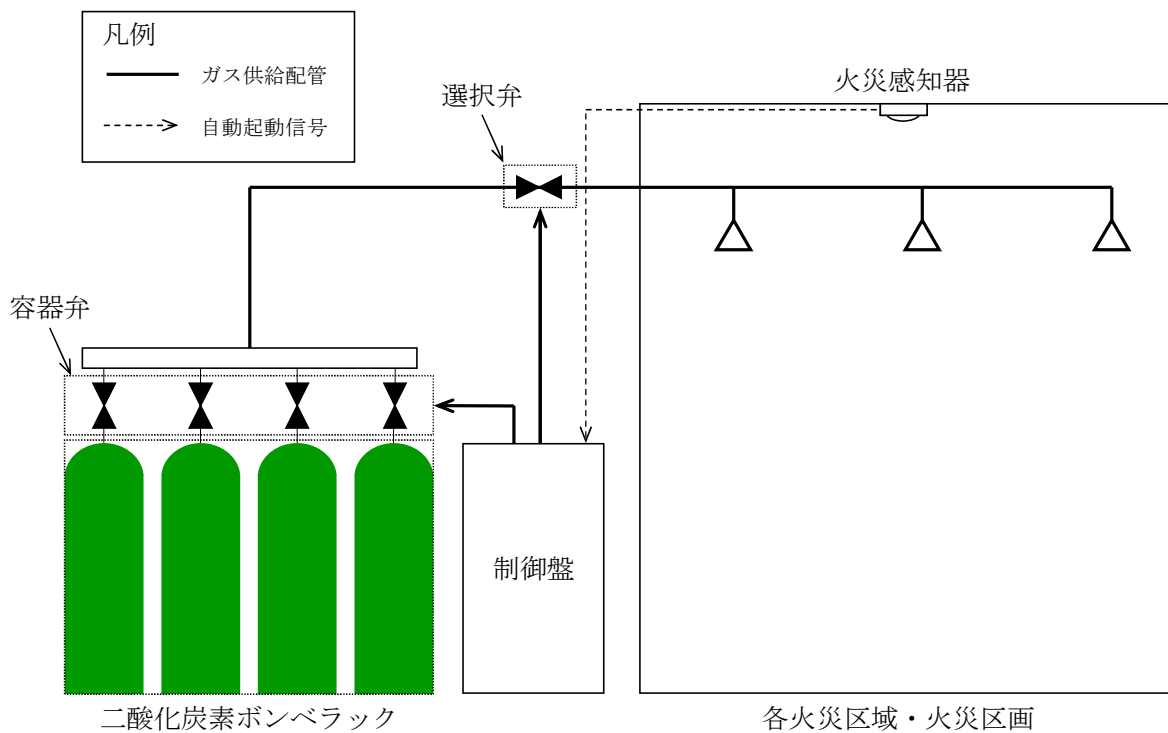 凡例
ガス供給配管
自動起動信号
選択弁
火災感知器
容器弁
制御盤
二酸化炭素ボンベラック
各火災区域・火災区画